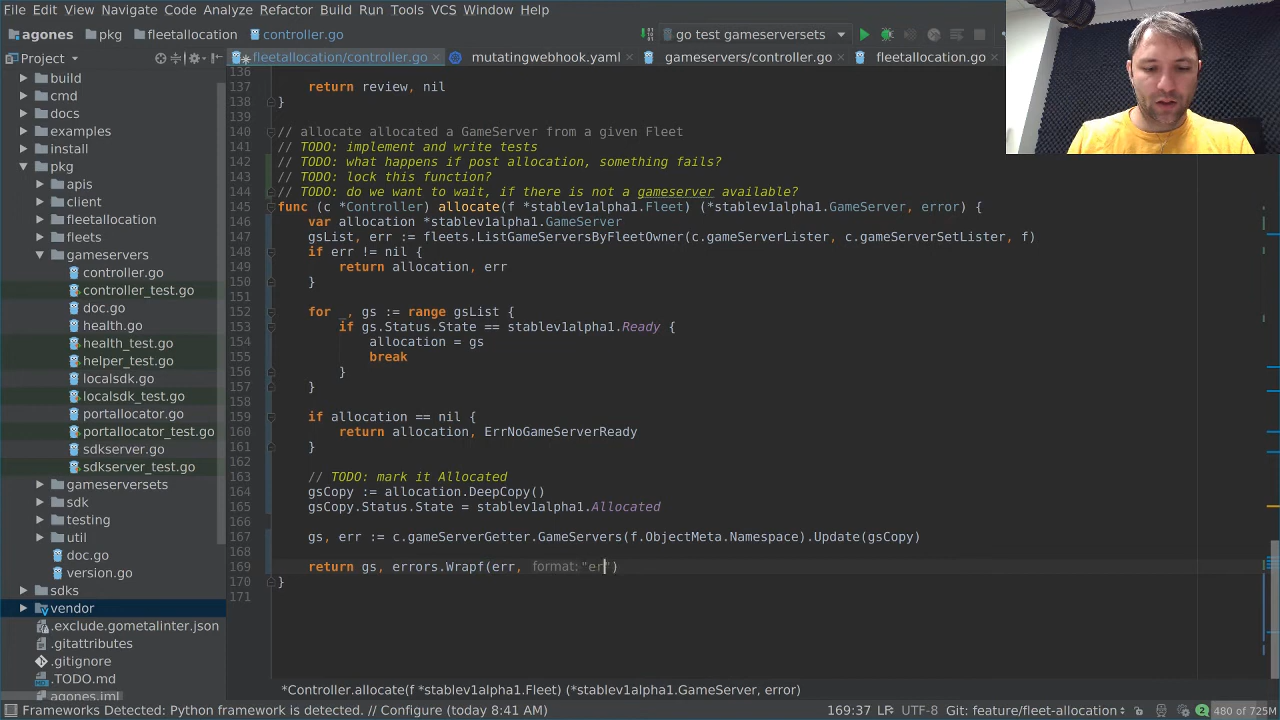 File Edit View Navigate Code Analyze Refactor Build Run Tools VCS Window Help
agones pkg fleetallocation controller.go go test gameserversets
Project fleetallocation/controller.go mutatingwebhook.yaml gameservers/controller.go fleetallocation.go
build
cmd
docs
examples
install
pkg
apis
client
fleetallocation
fleets
gameservers
controller.go
controller_test.go
doc.go
health.go
health_test.go
helper_test.go
localsdk.go
localsdk_test.go
portallocator.go
portallocator_test.go
sdkserver.go
sdkserver_test.go
gameserversets
sdk
testing
util
doc.go
version.go
sdks
vendor
.exclude.gometalinter.json
.gitattributes
.gitignore
.TODO.md
agones.iml
136
137 return review, nil
138 }
139
140 // allocate allocated a GameServer from a given Fleet
141 // TODO: implement and write tests
142 // TODO: what happens if post allocation, something fails?
143 // TODO: lock this function?
144 // TODO: do we want to wait, if there is not a gameserver available?
145 func (c *Controller) allocate(f *stablev1alpha1.Fleet) (*stablev1alpha1.GameServer, error) {
146 var allocation *stablev1alpha1.GameServer
147 gsList, err := fleets.ListGameServersByFleetOwner(c.gameServerLister, c.gameServerSetLister, f)
148 if err != nil {
149 return allocation, err
150 }
151
152 for _, gs := range gsList {
153 if gs.Status.State == stablev1alpha1.Ready {
154 allocation = gs
155 break
156 }
157 }
158
159 if allocation == nil {
160 return allocation, ErrNoGameServerReady
161 }
162
163 // TODO: mark it Allocated
164 gsCopy := allocation.DeepCopy()
165 gsCopy.Status.State = stablev1alpha1.Allocated
166
167 gs, err := c.gameServerGetter.GameServers(f.ObjectMeta.Namespace).Update(gsCopy)
168
169 return gs, errors.Wrapf(err, format: "er")
170 }
171
*Controller.allocate(f *stablev1alpha1.Fleet) (*stablev1alpha1.GameServer, error)
Frameworks Detected: Python framework is detected. // Configure (today 8:41 AM) 169:37 LF UTF-8 Git: feature/fleet-allocation 2 480 of 725M